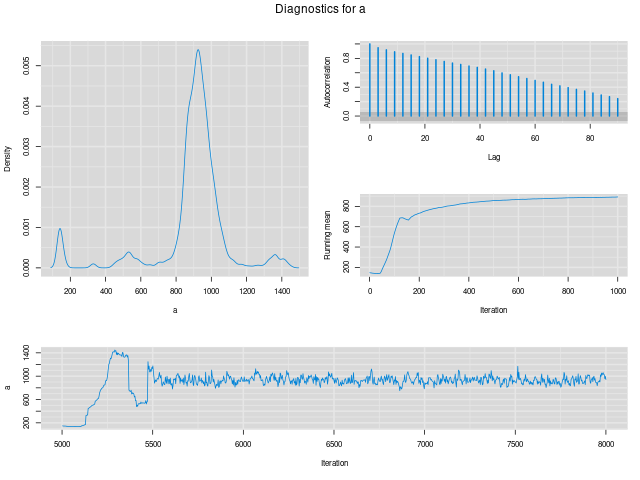 Diagnostics for a
Density
0.000 0.001 0.002 0.003 0.004 0.005
200 400 600 800 1000 1200 1400
a
Autocorrelation
0.0 0.4 0.8
0 20 40 60 80
Lag
Running mean
200 400 600 800
0 200 400 600 800 1000
Iteration
a
200 600 1000 1400
5000 5500 6000 6500 7000 7500 8000
Iteration